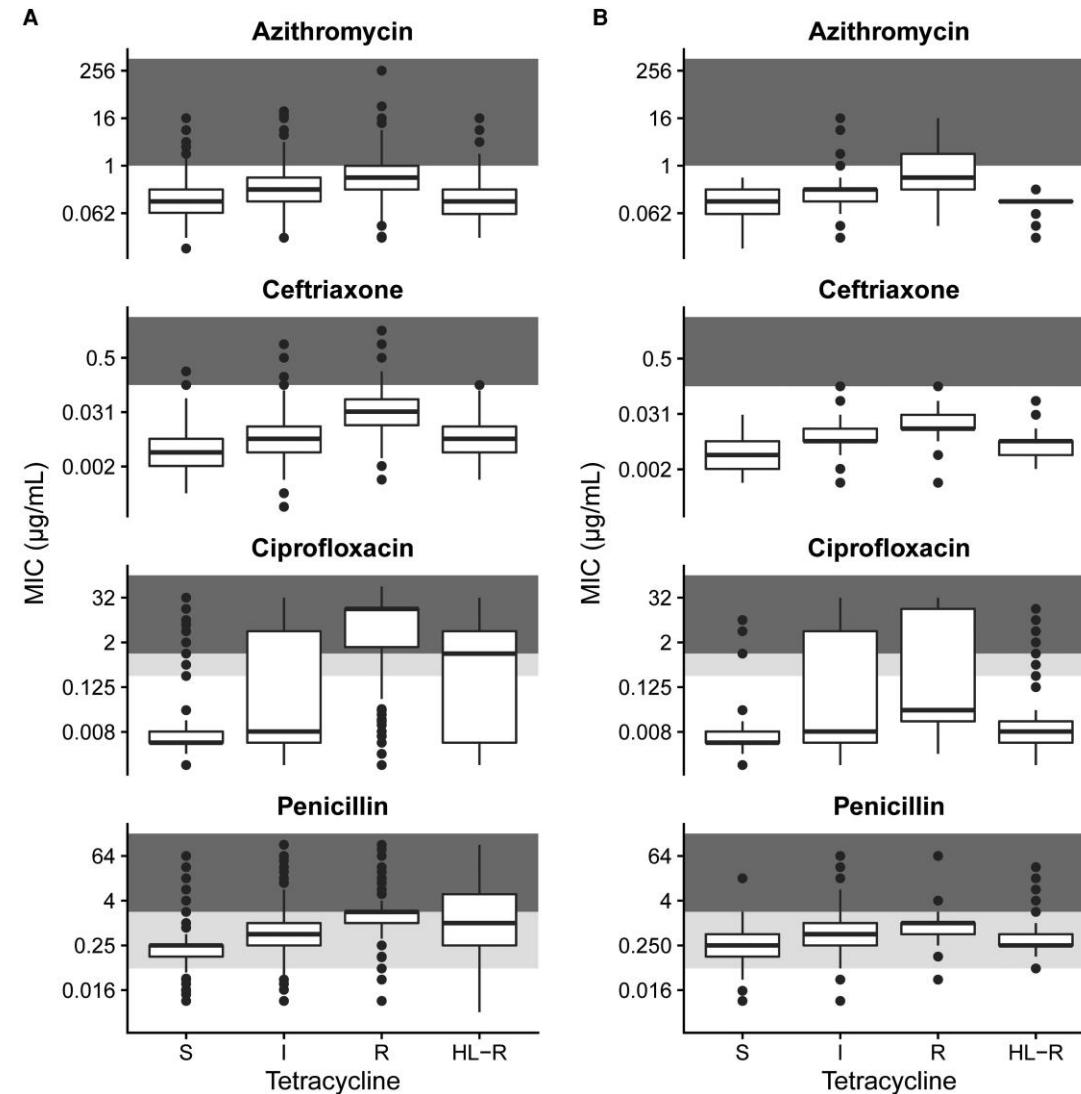 A
Azithromycin
256
16
1
0.062
Ceftriaxone
0.5
0.031
0.002
Ciprofloxacin
32
2
0.125
0.008
Penicillin
64
4
0.25
0.016
S I R HL–R
Tetracycline
MIC (µg/mL)
B
Azithromycin
256
16
1
0.062
Ceftriaxone
0.5
0.031
0.002
Ciprofloxacin
32
2
0.125
0.008
Penicillin
64
4
0.250
0.016
S I R HL–R
Tetracycline
MIC (µg/mL)